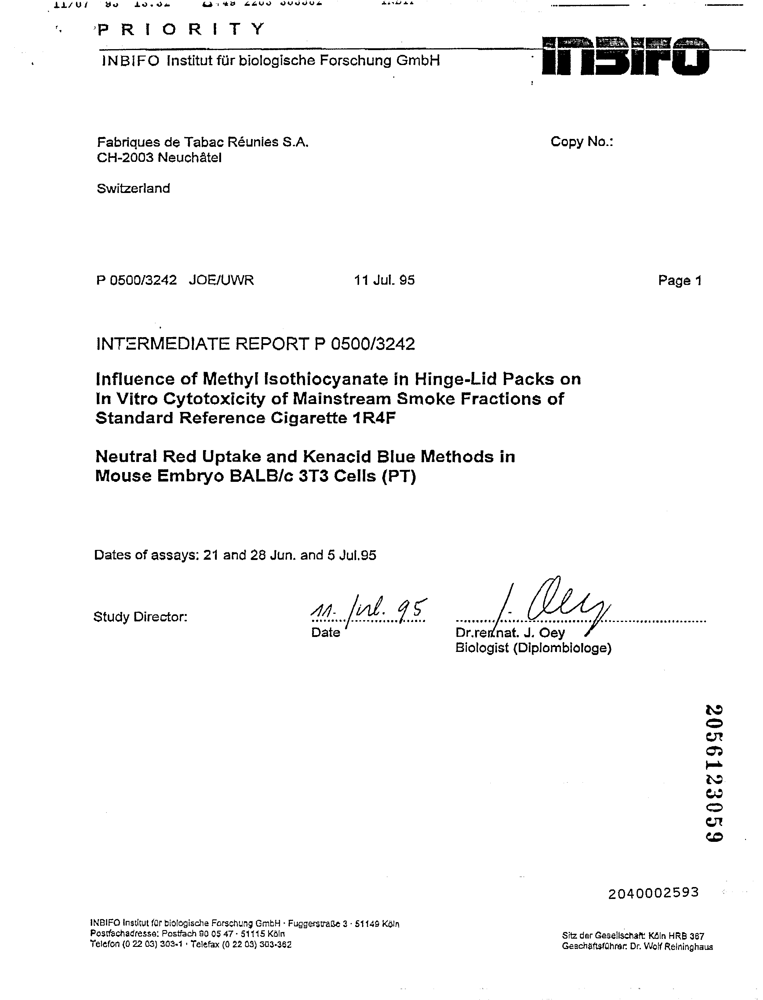 P R I O R I T Y
INBIFO Institut für biologische Forschung GmbH
INBIFO
Fabriques de Tabac Réunies S.A.
Copy No.:
CH-2003 Neuchâtel
Switzerland
P 0500/3242 JOE/UWR 11 Jul. 95 Page 1
INTERMEDIATE REPORT P 0500/3242
Influence of Methyl Isothiocyanate in Hinge-Lid Packs on
In Vitro Cytotoxicity of Mainstream Smoke Fractions of
Standard Reference Cigarette 1R4F
Neutral Red Uptake and Kenacid Blue Methods in
Mouse Embryo BALB/c 3T3 Cells (PT)
Dates of assays: 21 and 28 Jun. and 5 Jul.95
Study Director:
11. Jul. 95
J. Oey
Date
Dr.rer.nat. J. Oey
Biologist (Diplombiologe)
2056123059
2040002593
INBIFO Institut für biologische Forschung GmbH · Fuggerstraße 3 · 51149 Köln
Postfachadresse: Postfach 90 05 47 · 51115 Köln
Telefon (0 22 03) 303-1 · Telefax (0 22 03) 303-362
Sitz der Gesellschaft: Köln HRB 367
Geschäftsführer: Dr. Wolf Reininghaus